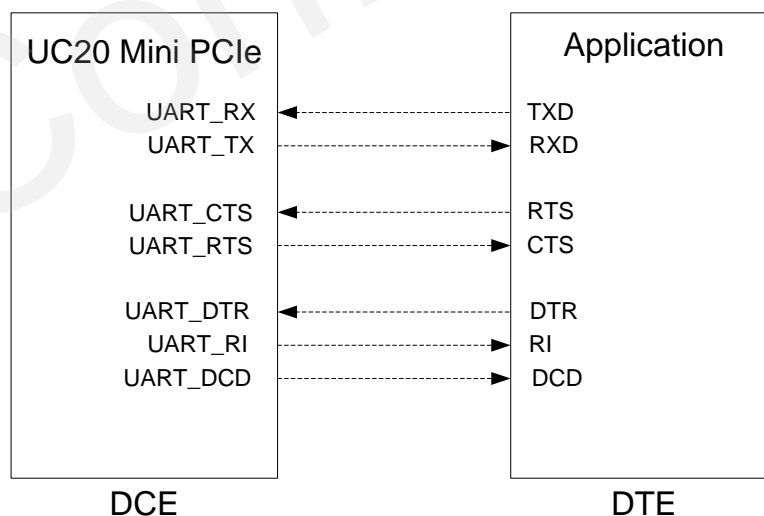 UC20 Mini PCIe
Application
UART_RX
TXD
UART_TX
RXD
UART_CTS
RTS
UART_RTS
CTS
UART_DTR
DTR
UART_RI
RI
UART_DCD
DCD
DCE
DTE